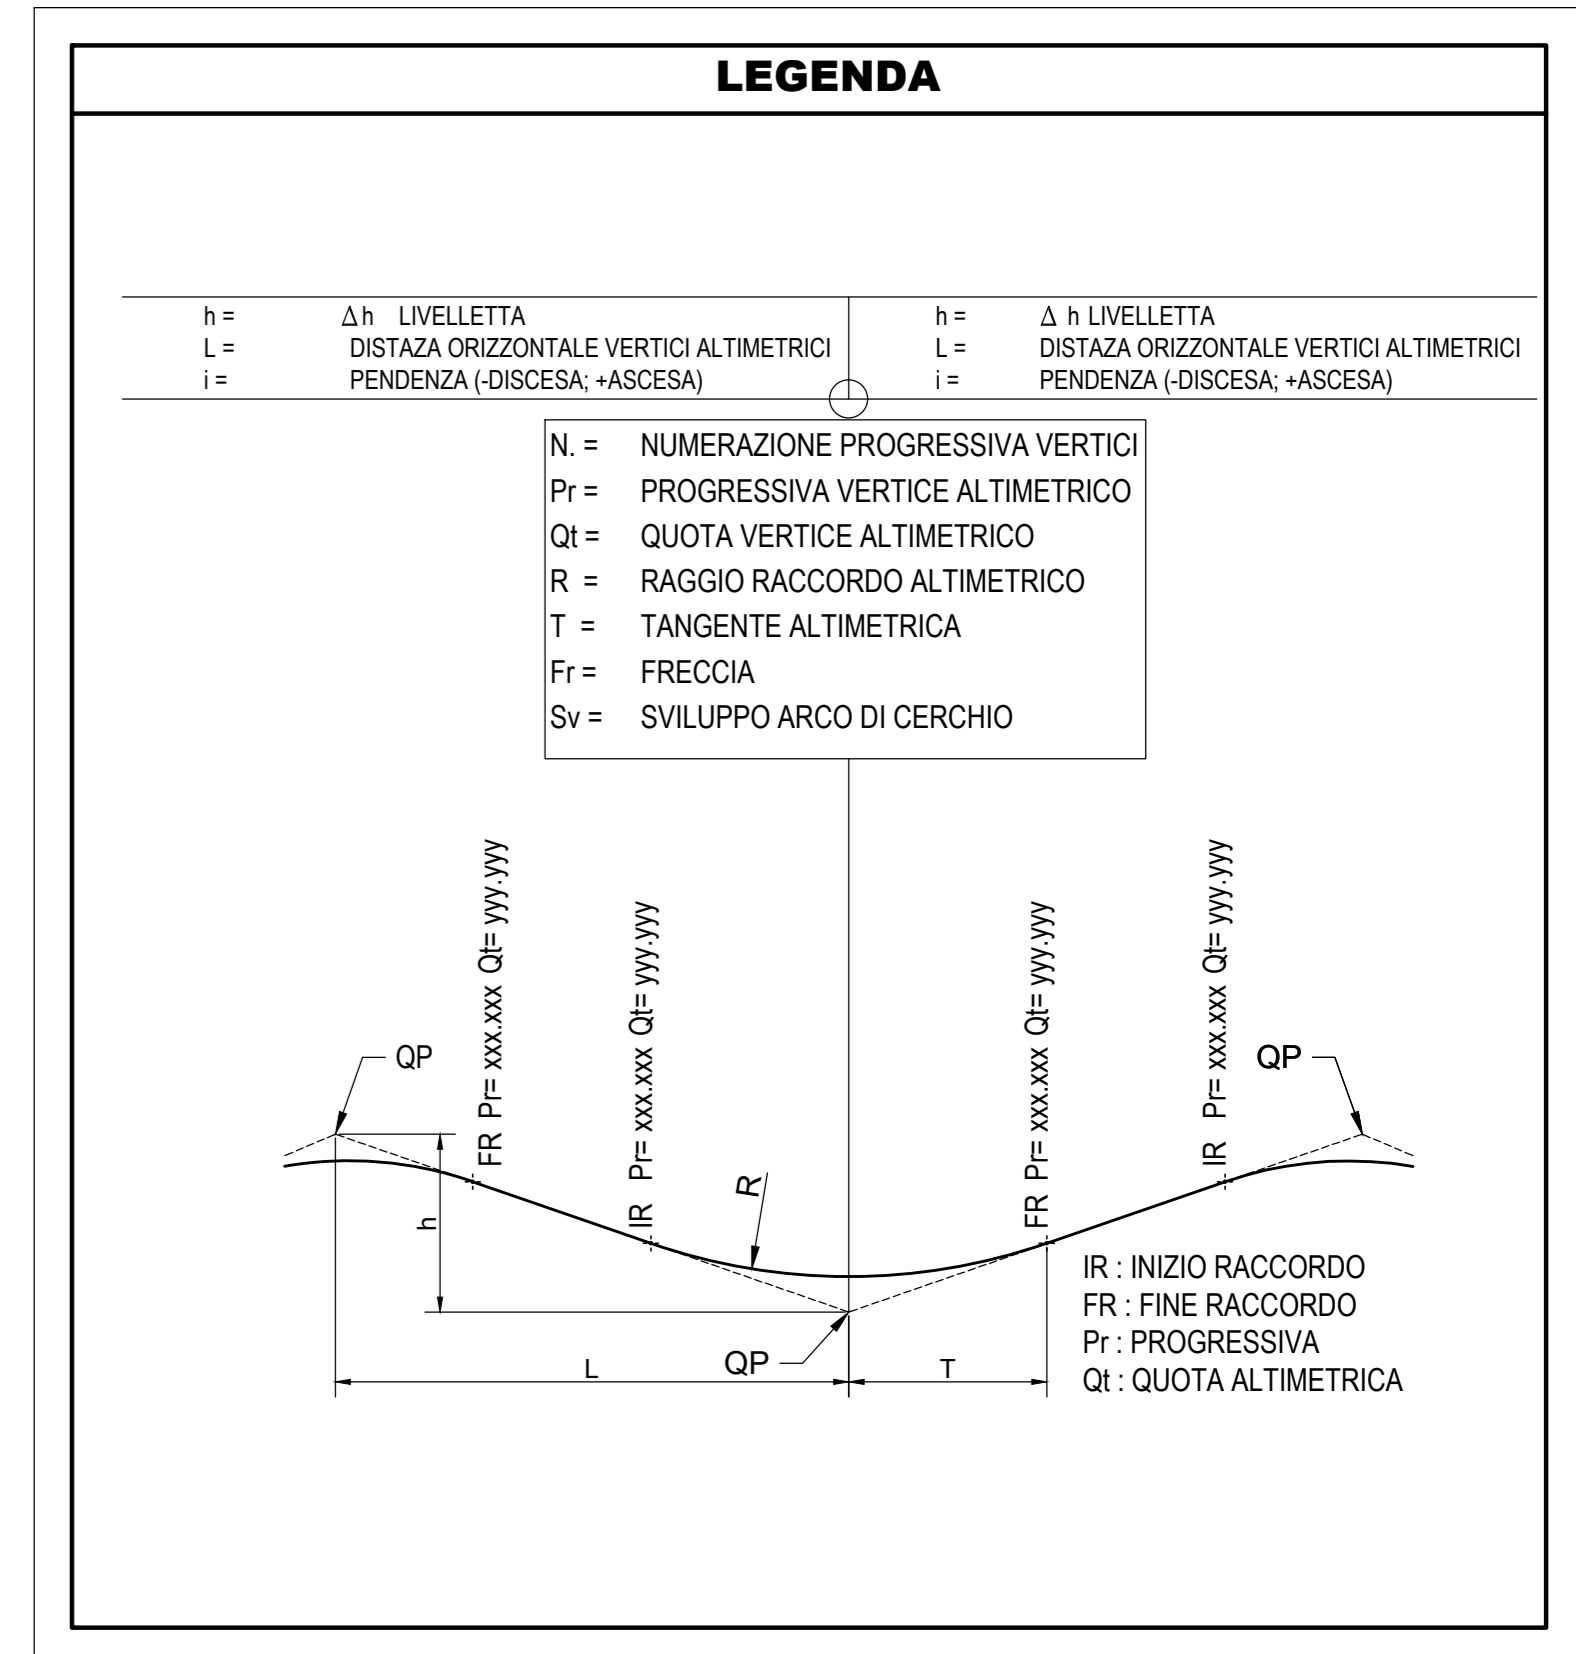 LEGENDA
h = Δ h LIVELLETTA
L = DISTAZA ORIZZONTALE VERTICI ALTIMETRICI
i = PENDENZA (-DISCESA; +ASCESA)
h = Δ h LIVELLETTA
L = DISTAZA ORIZZONTALE VERTICI ALTIMETRICI
i = PENDENZA (-DISCESA; +ASCESA)
N. = NUMERAZIONE PROGRESSIVA VERTICI
Pr = PROGRESSIVA VERTICE ALTIMETRICO
Qt = QUOTA VERTICE ALTIMETRICO
R = RAGGIO RACCORDO ALTIMETRICO
T = TANGENTE ALTIMETRICA
Fr = FRECCIA
Sv = SVILUPPO ARCO DI CERCHIO
QP
FR Pr= xxx.xxx Qt= yyy.yyy
IR Pr= xxx.xxx Qt= yyy.yyy
FR Pr= xxx.xxx Qt= yyy.yyy
IR Pr= xxx.xxx Qt= yyy.yyy
QP
h
R
L
QP
T
IR : INIZIO RACCORDO
FR : FINE RACCORDO
Pr : PROGRESSIVA
Qt : QUOTA ALTIMETRICA